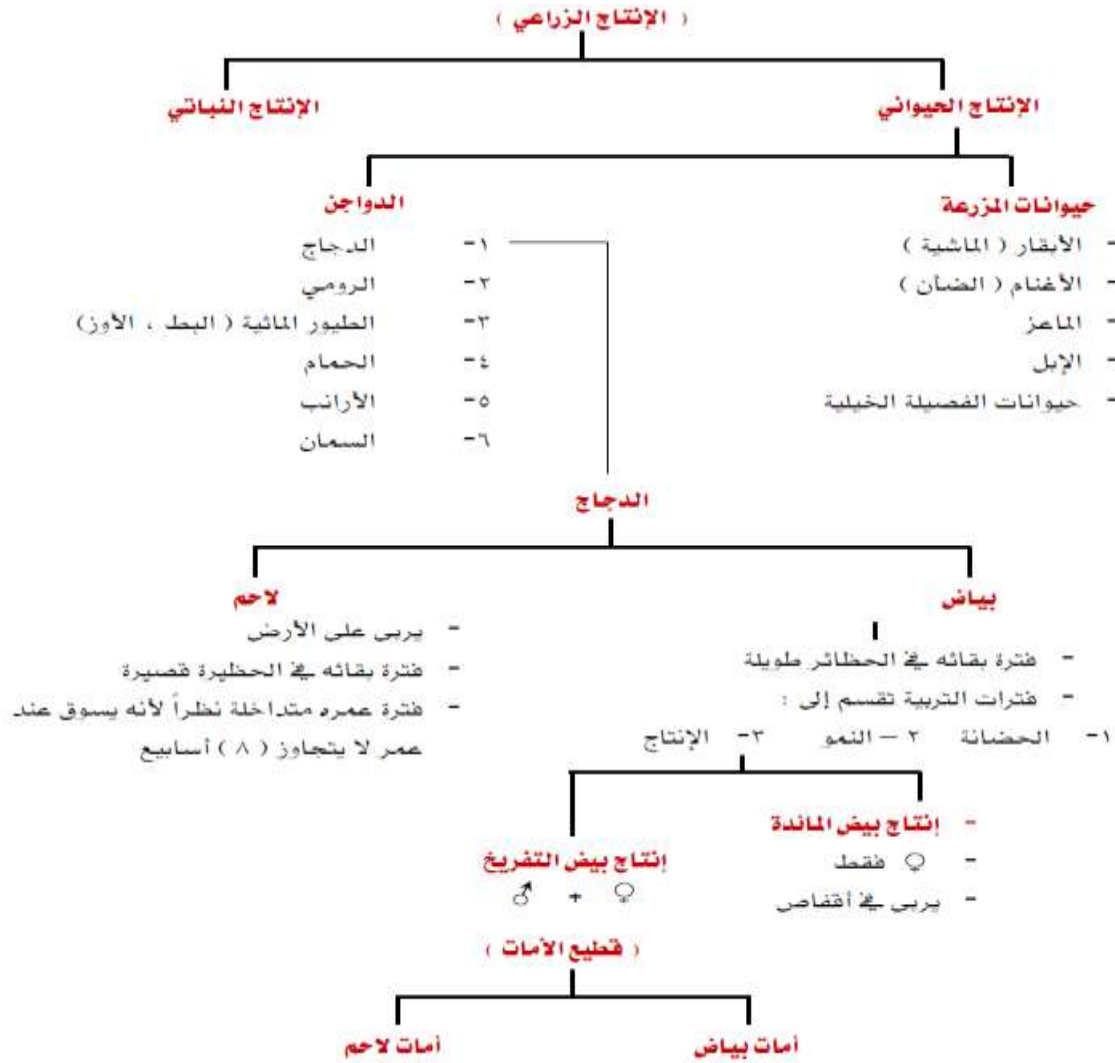 ( الإنتاج الزراعي )
الإنتاج الحيواني
الإنتاج النباتي
حيوانات المزرعة
- الأبقار ( الماشية )
- الأغنام ( الضأن )
- الماعز
- الإبل
- حيوانات الفصيلة الخيلية
الدواجن
١- الدجاج
٢- الرومي
٣- الطيور المائية ( البط ، الأوز)
٤- الحمام
٥- الأرانب
٦- السمان
الدجاج
بياض
- فترة بقائه في الحظائر طويلة
- فترات التربية تقسم إلى :
١- الحضانة ٢ – النمو ٣- الإنتاج
لاحم
- يربى على الأرض
- فترة بقائه في الحظيرة قصيرة
- فترة عمره متداخلة نظراً لأنه يسوق عند
عمر لا يتجاوز ( ٨ ) أسابيع
- إنتاج بيض المائدة
- ♀ فقط
- يربى في أقفاص
إنتاج بيض التفريخ
♀ + ♂
( قطيع الأمات )
أمات بياض
أمات لاحم